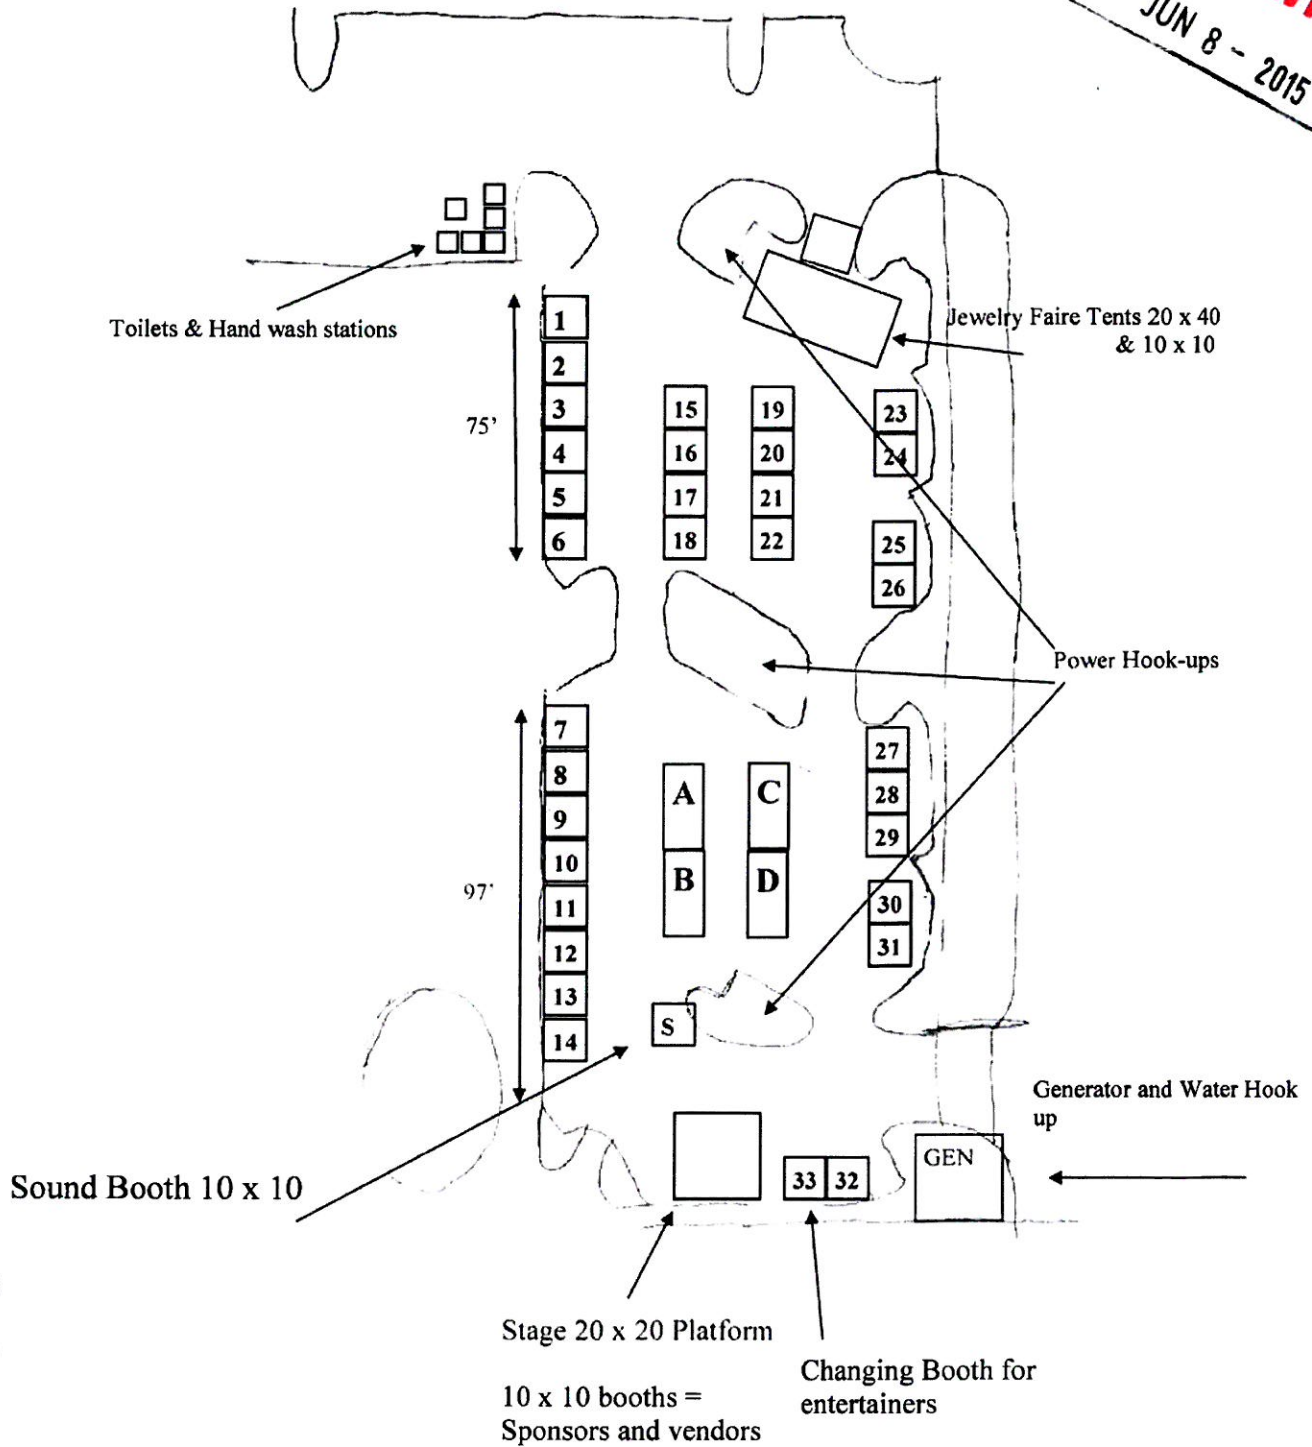 JUN 8 - 2015
Toilets & Hand wash stations
Jewelry Faire Tents 20 x 40
& 10 x 10
75'
1
2
3
4
5
6
15
16
17
18
19
20
21
22
23
24
25
26
Power Hook-ups
97'
7
8
9
10
11
12
13
14
A
B
C
D
27
28
29
30
31
S
Sound Booth 10 x 10
33
32
GEN
Generator and Water Hook
up
Stage 20 x 20 Platform
10 x 10 booths =
Sponsors and vendors
Changing Booth for
entertainers